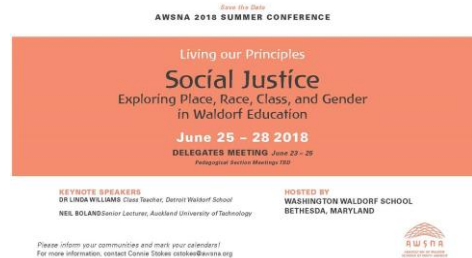 Save the Date
AWSNA 2018 SUMMER CONFERENCE
Living our Principles
Social Justice
Exploring Place, Race, Class, and Gender
in Waldorf Education
June 25 – 28 2018
DELEGATES MEETING June 23 – 25
Pedagogical Section Meetings TBD
KEYNOTE SPEAKERS
DR LINDA WILLIAMS Class Teacher, Detroit Waldorf School
NEIL BOLAND Senior Lecturer, Auckland University of Technology
HOSTED BY
WASHINGTON WALDORF SCHOOL
BETHESDA, MARYLAND
Please inform your communities and mark your calendars!
For more information, contact Connie Stokes cstokes@awsna.org
AWSNA